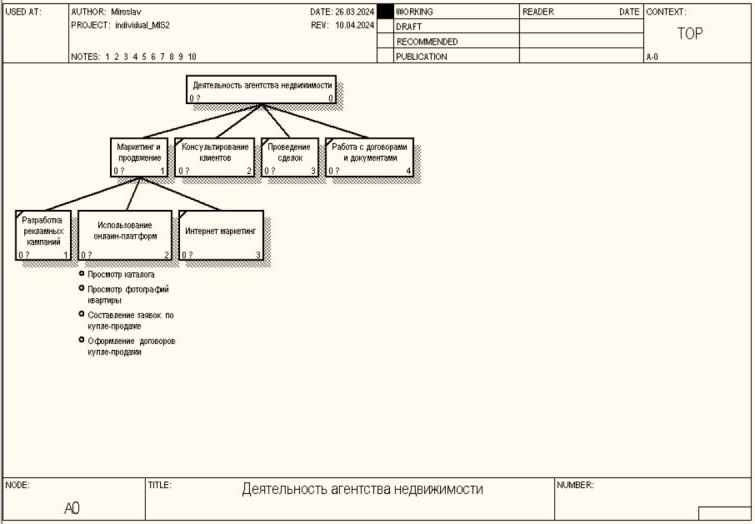 USED AT:
AUTHOR: Miroslav
DATE: 26.03.2024
WORKING
READER
DATE
CONTEXT:
PROJECT: individual_MIS2
REV: 10.04.2024
DRAFT
TOP
RECOMMENDED
NOTES: 1 2 3 4 5 6 7 8 9 10
PUBLICATION
A-0
Деятельность агентства недвижимости
0 ? 0
Маркетинг и
продвжение
0 ? 1
Консультирование
клиентов
0 ? 2
Проведение
сделок
0 ? 3
Работа с договорами
и документами
0 ? 4
Разработка
рекламных
кампаний
0 ? 1
Использование
онлаин-платформ
0 ? 2
Интернет маркетинг
0 ? 3
Просмотр каталога
Просмотр фотографий
квартиры
Составление заявок по
купле-продаже
Оформление договоров
купле-продажи
NODE:
A0
TITLE:
Деятельность агентства недвижимости
NUMBER: